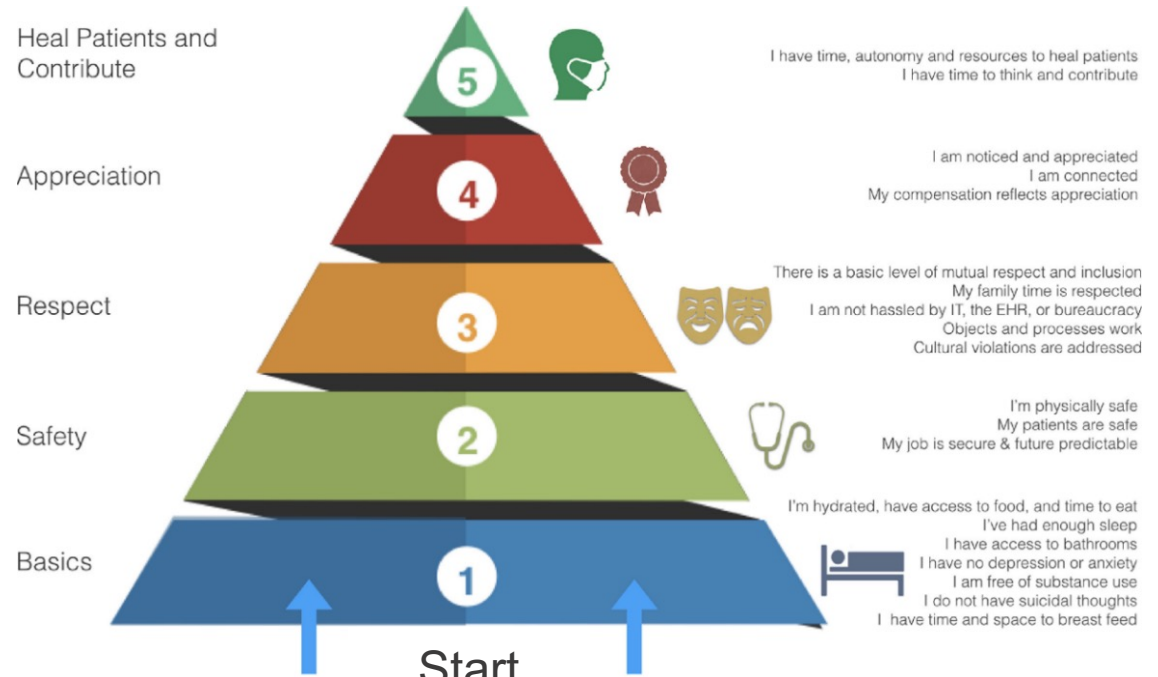 Heal Patients and
Contribute
5
I have time, autonomy and resources to heal patients
I have time to think and contribute
Appreciation
4
I am noticed and appreciated
I am connected
My compensation reflects appreciation
Respect
3
There is a basic level of mutual respect and inclusion
My family time is respected
I am not hassled by IT, the EHR, or bureaucracy
Objects and processes work
Cultural violations are addressed
Safety
2
I'm physically safe
My patients are safe
My job is secure & future predictable
Basics
1
I'm hydrated, have access to food, and time to eat
I've had enough sleep
I have access to bathrooms
I have no depression or anxiety
I am free of substance use
I do not have suicidal thoughts
I have time and space to breast feed
Start